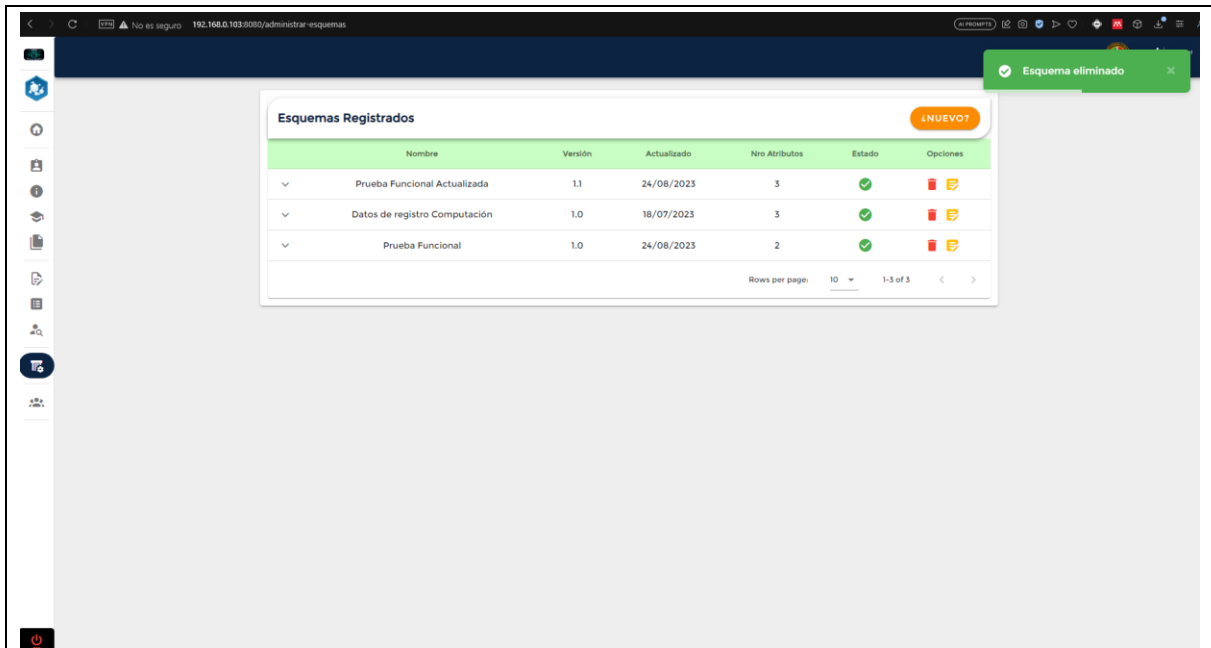 VPN No es seguro 192.168.0.103:8080/administrar-esquemas AI PROMPTS
Esquema eliminado
Esquemas Registrados ¿NUEVO?
Nombre Versión Actualizado Nro Atributos Estado Opciones
Prueba Funcional Actualizada 1.1 24/08/2023 3
Datos de registro Computación 1.0 18/07/2023 3
Prueba Funcional 1.0 24/08/2023 2
Rows per page: 10 1-3 of 3